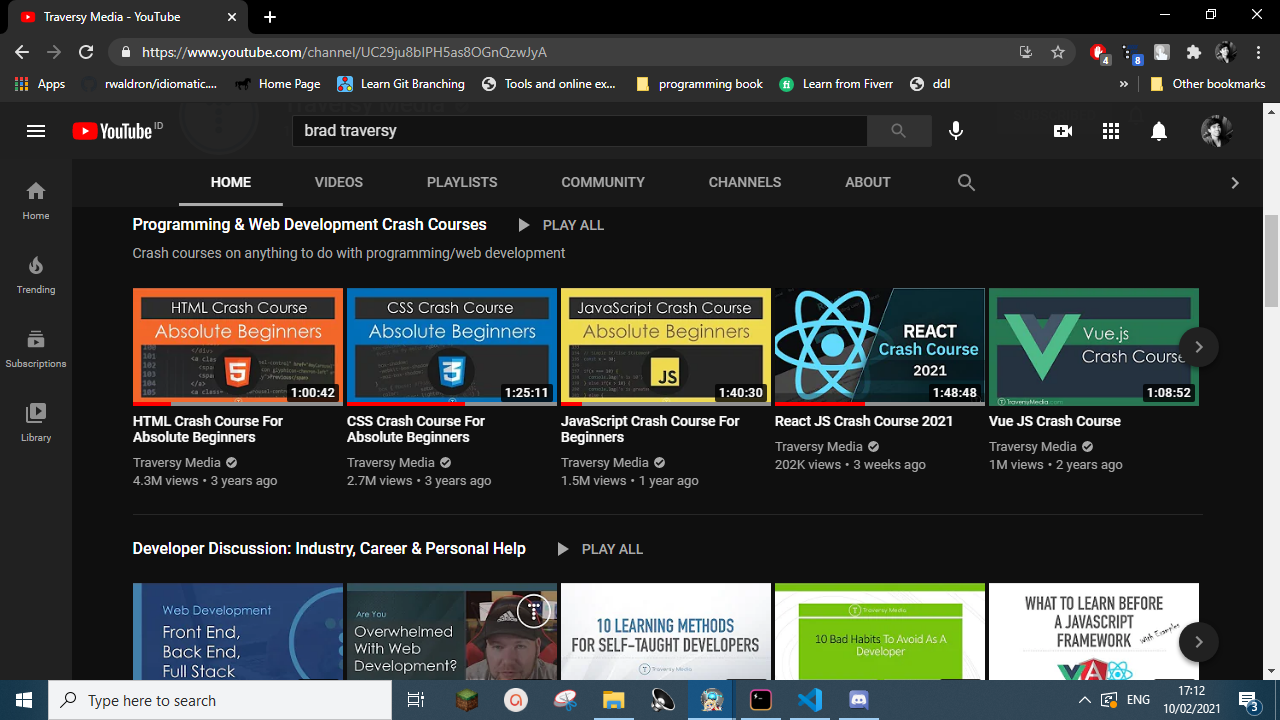 Traversy Media - YouTube
https://www.youtube.com/channel/UC29ju8bIPH5as8OGnQzwJyA
4
8
Apps
rwaldron/idiomatic....
Home Page
Learn Git Branching
Tools and online ex...
programming book
Learn from Fiverr
ddl
»
Other bookmarks
YouTube ID
brad traversy
HOME
VIDEOS
PLAYLISTS
COMMUNITY
CHANNELS
ABOUT
Home
Trending
Subscriptions
Library
Programming & Web Development Crash Courses
PLAY ALL
Crash courses on anything to do with programming/web development
HTML Crash Course
Absolute Beginners
1:00:42
CSS Crash Course
Absolute Beginners
1:25:11
JavaScript Crash Course
Absolute Beginners
JS
1:40:30
REACT
Crash Course
2021
1:48:48
Vue.js
Crash Course
TraversyMedia.com
1:08:52
HTML Crash Course For
Absolute Beginners
Traversy Media
4.3M views • 3 years ago
CSS Crash Course For
Absolute Beginners
Traversy Media
2.7M views • 3 years ago
JavaScript Crash Course For
Beginners
Traversy Media
1.5M views • 1 year ago
React JS Crash Course 2021
Traversy Media
202K views • 3 weeks ago
Vue JS Crash Course
Traversy Media
1M views • 2 years ago
Developer Discussion: Industry, Career & Personal Help
PLAY ALL
Web Development
Front End,
Back End,
Full Stack
Are You
Overwhelmed
With Web
Development?
10 LEARNING METHODS
FOR SELF-TAUGHT DEVELOPERS
Traversy Media
Traversy Media
10 Bad Habits To Avoid As A
Developer
WHAT TO LEARN BEFORE
A JAVASCRIPT
FRAMEWORK
With Examples
Type here to search
ENG
17:12
10/02/2021
3